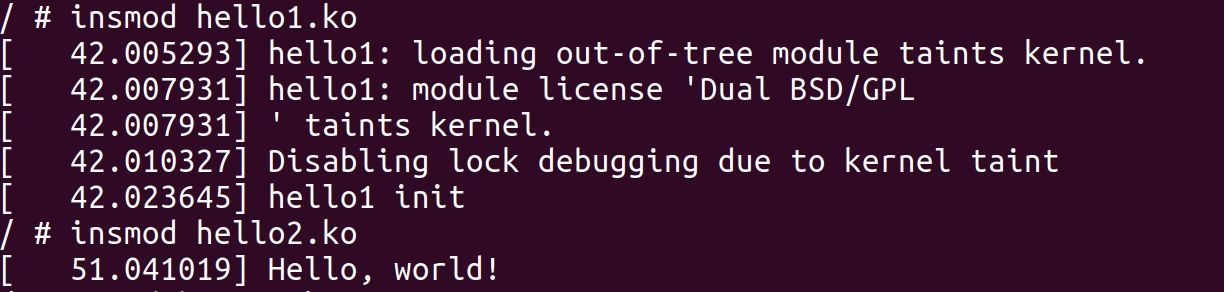 / # insmod hello1.ko
[   42.005293] hello1: loading out-of-tree module taints kernel.
[   42.007931] hello1: module license 'Dual BSD/GPL
[   42.007931] ' taints kernel.
[   42.010327] Disabling lock debugging due to kernel taint
[   42.023645] hello1 init
/ # insmod hello2.ko
[   51.041019] Hello, world!